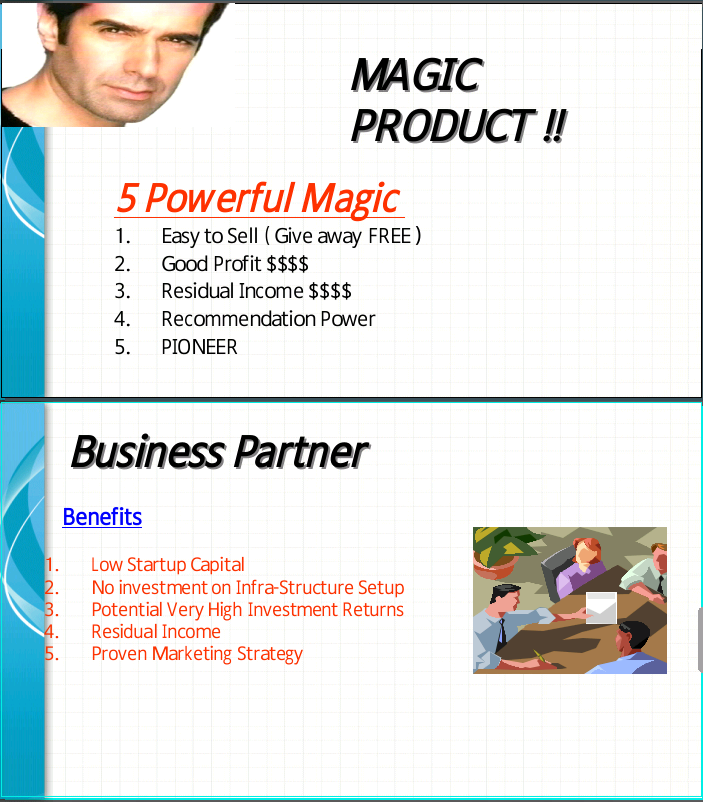 MAGIC
PRODUCT !!
5 Powerful Magic
1. Easy to Sell ( Give away FREE )
2. Good Profit $$$$
3. Residual Income $$$$
4. Recommendation Power
5. PIONEER
Business Partner
Benefits
1. Low Startup Capital
2. No investment on Infra-Structure Setup
3. Potential Very High Investment Returns
4. Residual Income
5. Proven Marketing Strategy